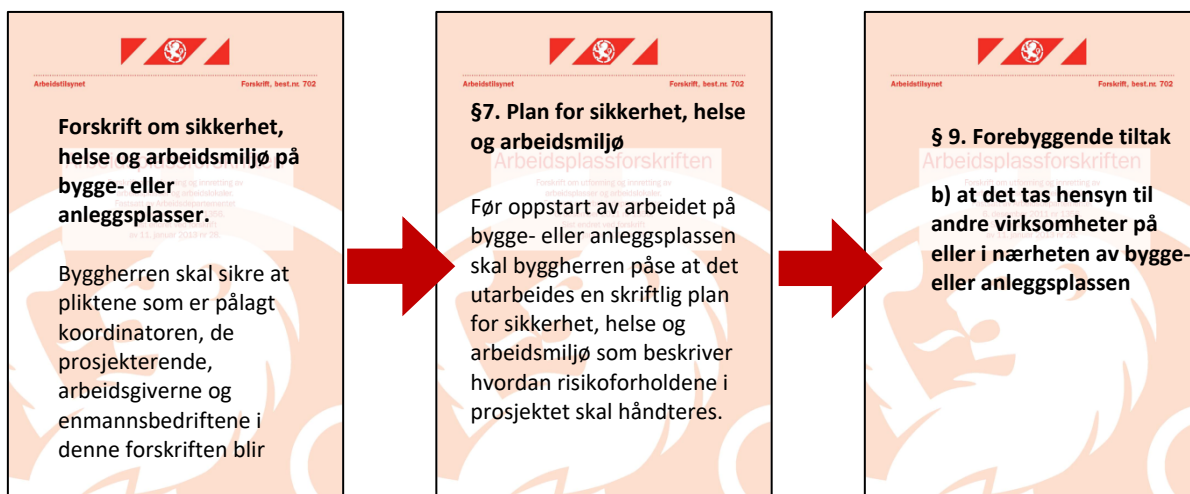 Arbeidstilsynet
Forskrift, best.nr. 702
Forskrift om sikkerhet,
helse og arbeidsmiljø på
bygge- eller
anleggsplasser.
Byggherren skal sikre at
pliktene som er pålagt
koordinatoren, de
prosjekterende,
arbeidsgiverne og
enmannsbedriftene i
denne forskriften blir
Arbeidstilsynet
Forskrift, best.nr. 702
§7. Plan for sikkerhet, helse
og arbeidsmiljø
Arbeidsplassforskriften
Før oppstart av arbeidet på
bygge- eller anleggsplassen
skal byggherren påse at det
utarbeides en skriftlig plan
for sikkerhet, helse og
arbeidsmiljø som beskriver
hvordan risikoforholdene i
prosjektet skal håndteres.
Arbeidstilsynet
Forskrift, best.nr. 702
§ 9. Forebyggende tiltak
Arbeidsplassforskriften
b) at det tas hensyn til
andre virksomheter på
eller i nærheten av bygge-
eller anleggsplassen